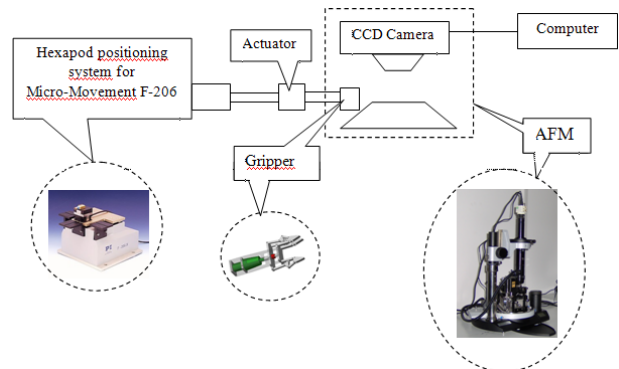 Hexapod positioning
system for
Micro-Movement F-206
Actuator
CCD Camera
Computer
Gripper
AFM
PI